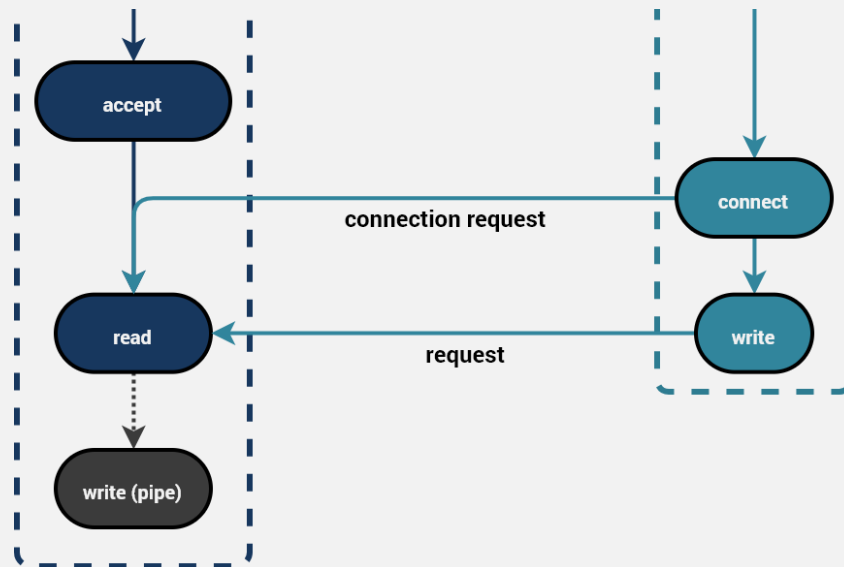 accept
connect
connection request
read
write
request
write (pipe)